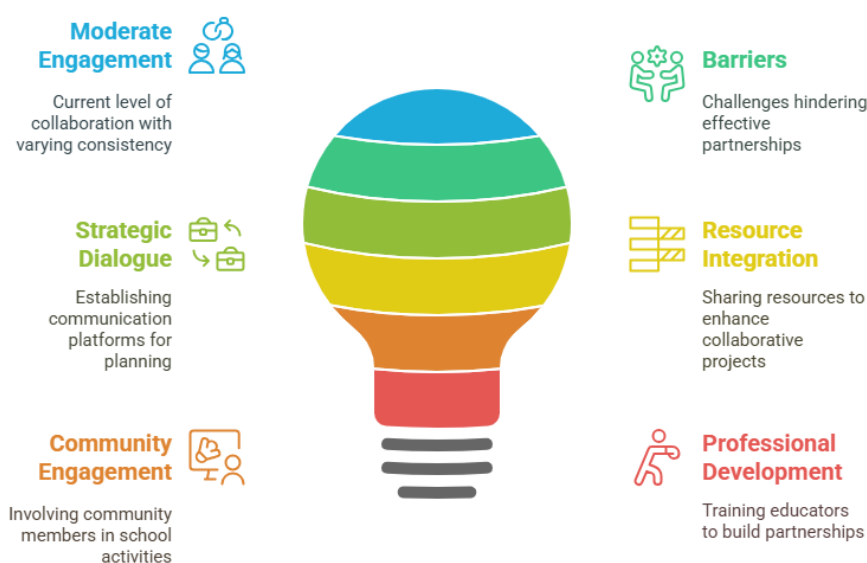 Moderate
Engagement
Current level of
collaboration with
varying consistency
Barriers
Challenges hindering
effective
partnerships
Strategic
Dialogue
Establishing
communication
platforms for
planning
Resource
Integration
Sharing resources to
enhance
collaborative
projects
Community
Engagement
Involving community
members in school
activities
Professional
Development
Training educators
to build partnerships